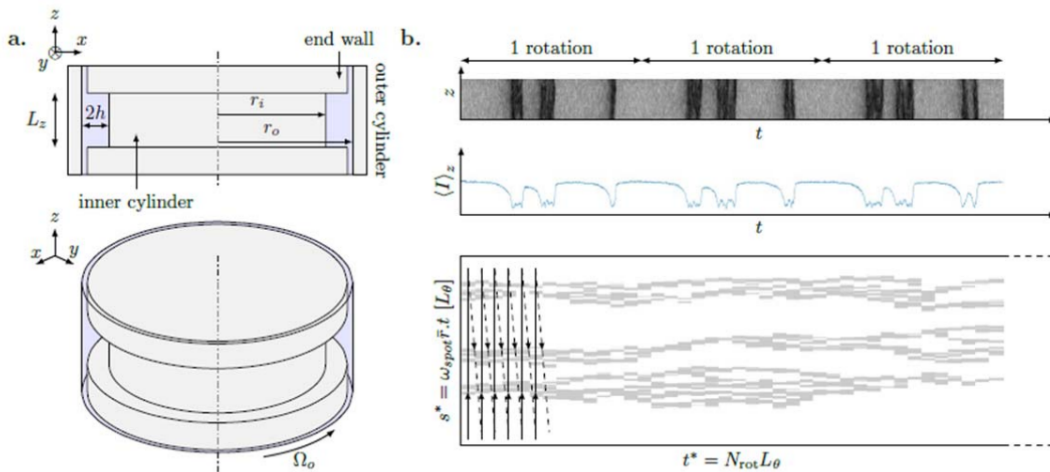 a.
z
x
y
end wall
outer cylinder
2h
L_z
r_i
r_o
inner cylinder
z
x
y
Ω_o
b.
1 rotation 1 rotation 1 rotation
z
t
⟨I⟩_z
t
s* = ω_spot r̄.t [L_θ]
t* = N_rot L_θ